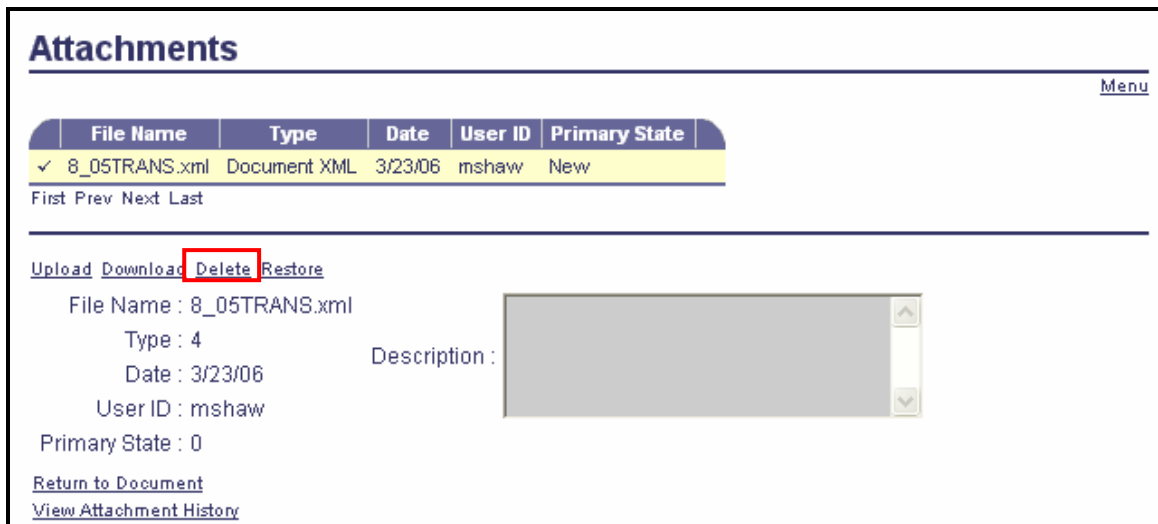 Attachments
Menu
File Name Type Date User ID Primary State
8_05TRANS.xml Document XML 3/23/06 mshaw New
First Prev Next Last
Upload Download Delete Restore
File Name : 8_05TRANS.xml
Type : 4
Description :
Date : 3/23/06
User ID : mshaw
Primary State : 0
Return to Document
View Attachment History